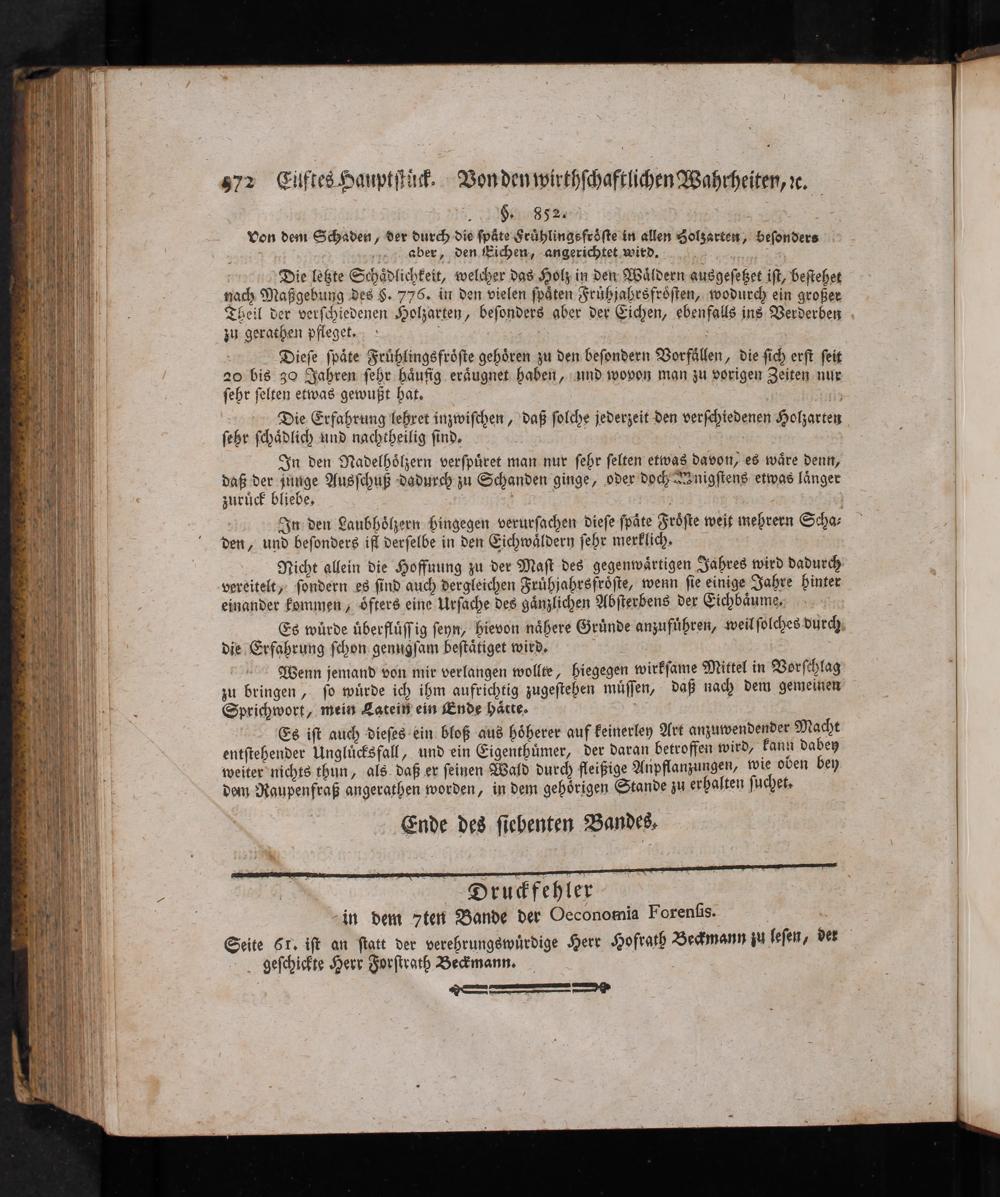 572 Eilftes Hauptſtück. Von den wirthſchaftlichen Wahrheiten, ꝛc.
§. 852.
Von dem Schaden, der durch die ſpäte Frühlingsfröſte in allen Holzarten, beſonders
aber, den Eichen, angerichtet wird.
Die letzte Schädlichkeit, welcher das Holz in den Wäldern ausgeſetzet iſt, beſtehet
nach Maßgebung des §. 776. in den vielen ſpäten Frühjahrsfröſten, wodurch ein großer
Theil der verſchiedenen Holzarten, beſonders aber der Eichen, ebenfalls ins Verderben
zu gerathen pfleget.
Dieſe ſpäte Frühlingsfröſte gehören zu den beſondern Vorfällen, die ſich erſt ſeit
20 bis 30 Jahren ſehr häufig eräugnet haben, und wovon man zu vorigen Zeiten nur
ſehr ſelten etwas gewußt hat.
Die Erfahrung lehret inzwiſchen, daß ſolche jederzeit den verſchiedenen Holzarten
ſehr ſchädlich und nachtheilig ſind.
In den Nadelhölzern verſpüret man nur ſehr ſelten etwas davon, es wäre denn,
daß der junge Ausſchuß dadurch zu Schanden ginge, oder doch wenigſtens etwas länger
zurück bliebe.
In den Laubhölzern hingegen verurſachen dieſe ſpäte Fröſte weit mehrern Scha-
den, und beſonders iſt derſelbe in den Eichwäldern ſehr merklich.
Nicht allein die Hoffnung zu der Maſt des gegenwärtigen Jahres wird dadurch
vereitelt, ſondern es ſind auch dergleichen Frühjahrsfröſte, wenn ſie einige Jahre hinter
einander kommen, öfters eine Urſache des gänzlichen Abſterbens der Eichbäume.
Es würde überflüſſig ſeyn, hievon nähere Gründe anzuführen, weil ſolches durch
die Erfahrung ſchon genugſam beſtätiget wird.
Wenn jemand von mir verlangen wollte, hiegegen wirkſame Mittel in Vorſchlag
zu bringen, ſo würde ich ihm aufrichtig zugeſtehen müſſen, daß nach dem gemeinen
Sprichwort, mein Latein ein Ende hätte.
Es iſt auch dieſes ein bloß aus höherer auf keinerley Art anzuwendender Macht
entſtehender Unglücksfall, und ein Eigenthümer, der daran betroffen wird, kann dabey
weiter nichts thun, als daß er ſeinen Wald durch fleißige Anpflanzungen, wie oben bey
dem Raupenfraß angerathen worden, in dem gehörigen Stande zu erhalten ſuchet.
Ende des ſiebenten Bandes.
Druckfehler
in dem 7ten Bande der Oeconomia Forenſis.
Seite 61. iſt an ſtatt der verehrungswürdige Herr Hofrath Beckmann zu leſen, der
geſchickte Herr Forſtrath Beckmann.